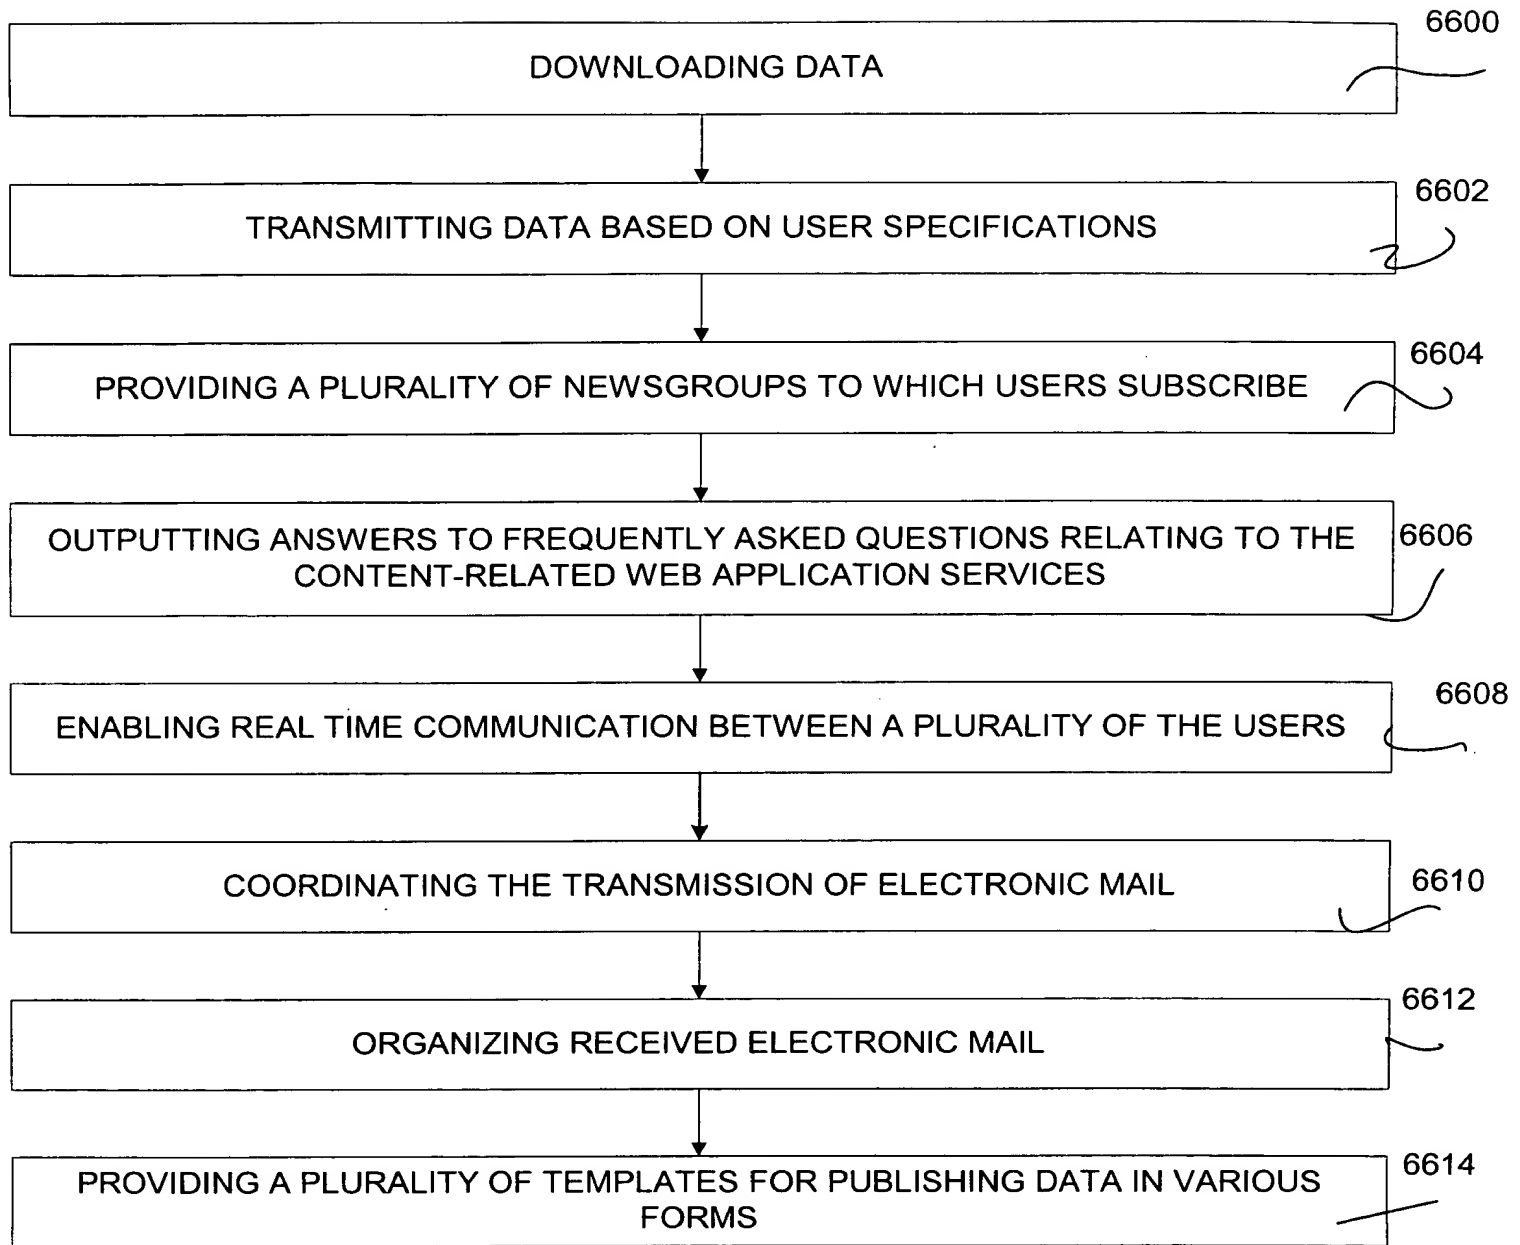 6600
DOWNLOADING DATA
6602
TRANSMITTING DATA BASED ON USER SPECIFICATIONS
6604
PROVIDING A PLURALITY OF NEWSGROUPS TO WHICH USERS SUBSCRIBE
OUTPUTTING ANSWERS TO FREQUENTLY ASKED QUESTIONS RELATING TO THE
6606
CONTENT-RELATED WEB APPLICATION SERVICES
6608
ENABLING REAL TIME COMMUNICATION BETWEEN A PLURALITY OF THE USERS
COORDINATING THE TRANSMISSION OF ELECTRONIC MAIL
6610
6612
ORGANIZING RECEIVED ELECTRONIC MAIL
6614
PROVIDING A PLURALITY OF TEMPLATES FOR PUBLISHING DATA IN VARIOUS
FORMS